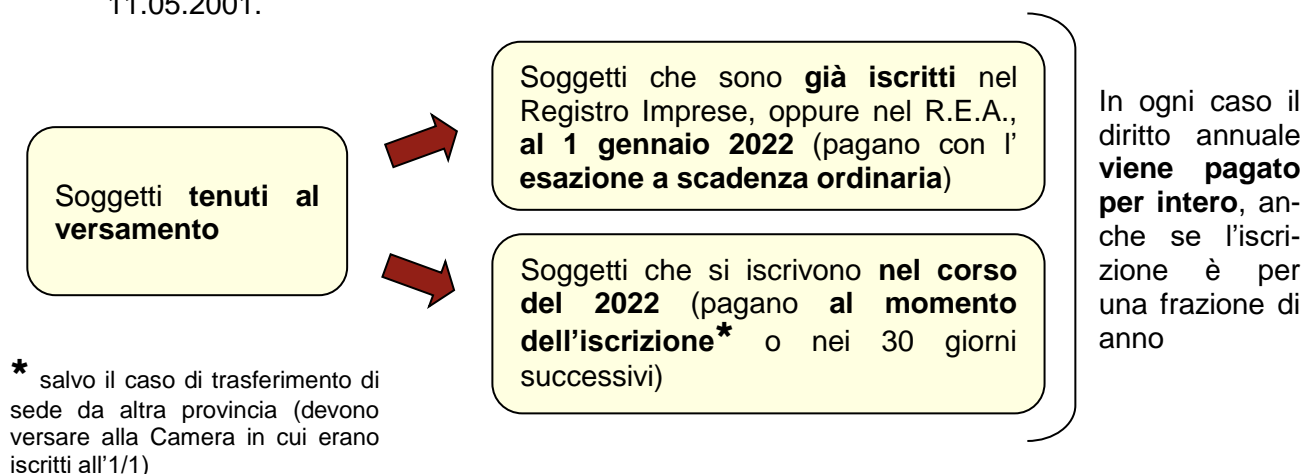 11.05.2001.
Soggetti tenuti al
versamento
Soggetti che sono già iscritti nel
Registro Imprese, oppure nel R.E.A.,
al 1 gennaio 2022 (pagano con l’
esazione a scadenza ordinaria)
Soggetti che si iscrivono nel corso
del 2022 (pagano al momento
dell’iscrizione* o nei 30 giorni
successivi)
In ogni caso il
diritto annuale
viene pagato
per intero, an-
che se l’iscri-
zione è per
una frazione di
anno
* salvo il caso di trasferimento di
sede da altra provincia (devono
versare alla Camera in cui erano
iscritti all’1/1)